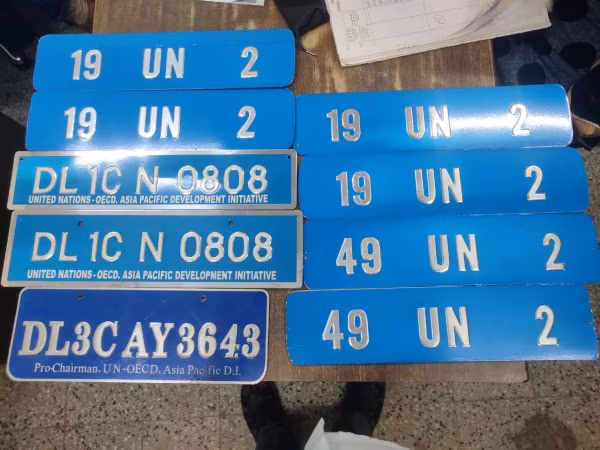 19 UN 2
19 UN 2
DL 1C N 0808
UNITED NATIONS - OECD. ASIA PACIFIC DEVELOPMENT INITIATIVE
DL 1C N 0808
UNITED NATIONS - OECD. ASIA PACIFIC DEVELOPMENT INITIATIVE
DL3C AY 3643
Pro-Chairman, UN-OECD, Asia Pacific D.I.
19 UN 2
19 UN 2
49 UN 2
49 UN 2